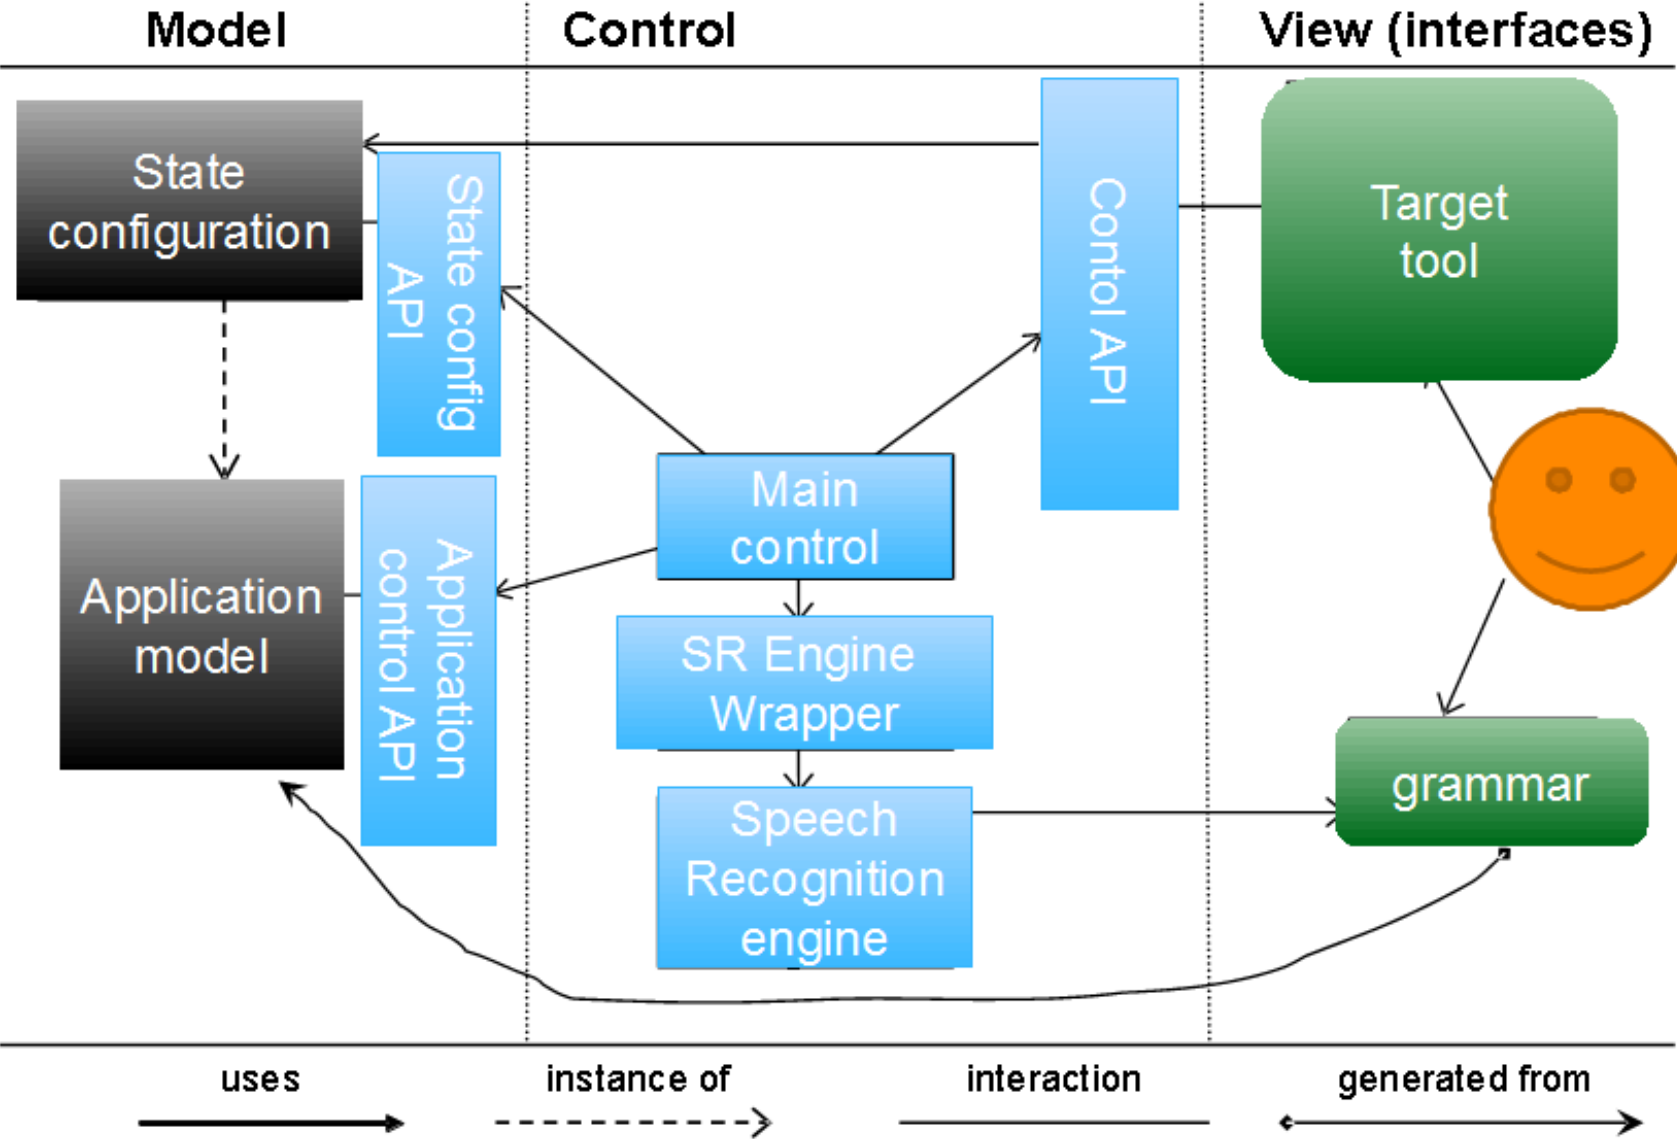 Model
Control
View (interfaces)
State
configuration
State config
API
Contol API
Target
tool
Main
control
Application
model
Application
control API
SR Engine
Wrapper
Speech
Recognition
engine
grammar
uses
instance of
interaction
generated from